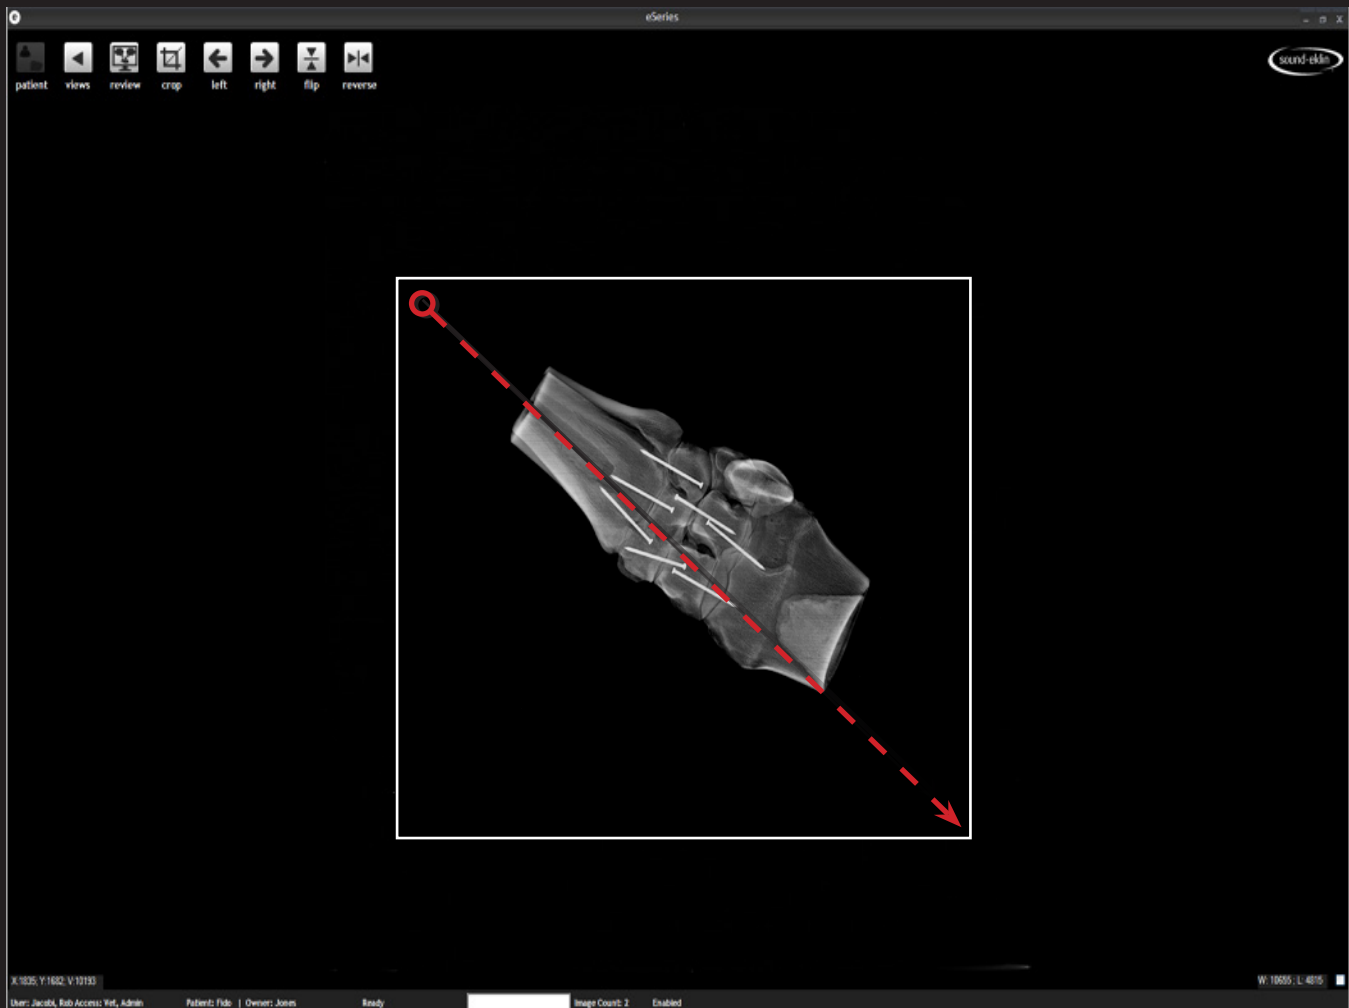 eSeries
patient views review crop left right flip reverse
sound-eklin
X:1835; Y:1682; V:10193
W: 10655; L: 4815
User: Jacobi, Rob Access: Vet, Admin Patient: Fido | Owner: Jones Ready Image Count: 2 Enabled